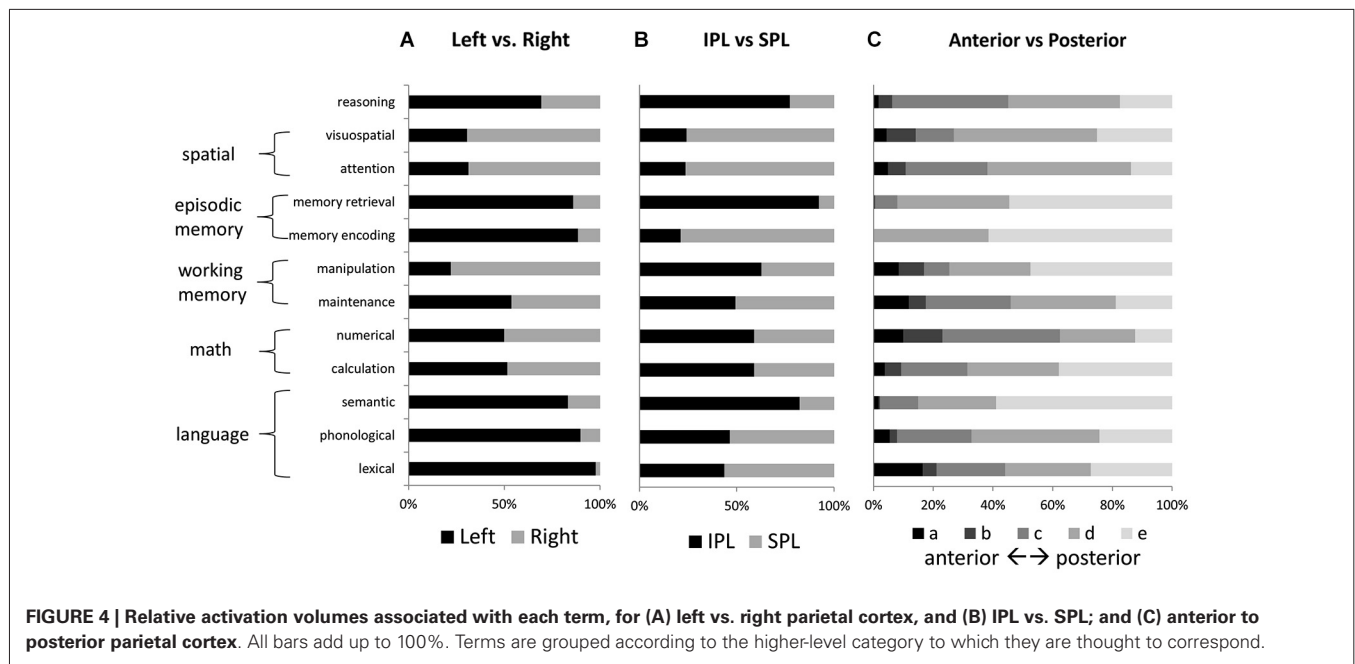 A Left vs. Right
B IPL vs SPL
C Anterior vs Posterior
reasoning
spatial
visuospatial
attention
episodic
memory
memory retrieval
memory encoding
working
memory
manipulation
maintenance
math
numerical
calculation
language
semantic
phonological
lexical
0% 50% 100%
Left Right
0% 50% 100%
IPL SPL
0% 20% 40% 60% 80% 100%
a b c d e
anterior ←→ posterior
FIGURE 4 | Relative activation volumes associated with each term, for (A) left vs. right parietal cortex, and (B) IPL vs. SPL; and (C) anterior to
posterior parietal cortex. All bars add up to 100%. Terms are grouped according to the higher-level category to which they are thought to correspond.